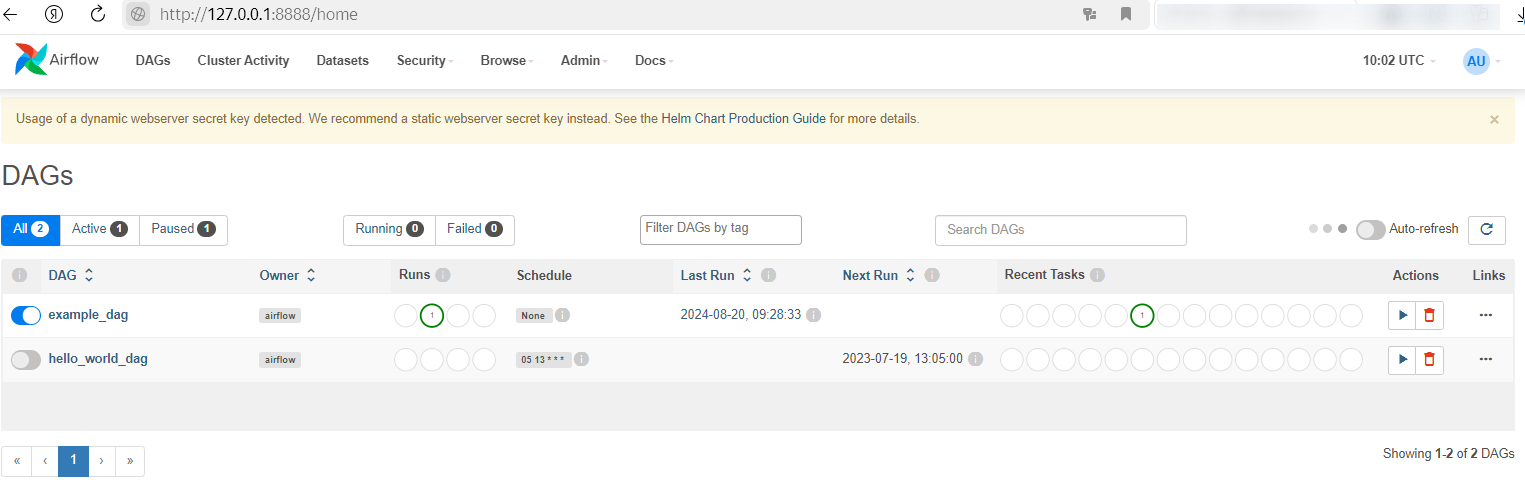 Я http://127.0.0.1:8888/home
Airflow DAGs Cluster Activity Datasets Security Browse Admin Docs 10:02 UTC AU
Usage of a dynamic webserver secret key detected. We recommend a static webserver secret key instead. See the Helm Chart Production Guide for more details. ×
DAGs
All 2 Active 1 Paused 1 Running 0 Failed 0 Filter DAGs by tag Search DAGs Auto-refresh
i DAG Owner Runs i Schedule Last Run i Next Run i Recent Tasks i Actions Links
example_dag airflow 1 None i 2024-08-20, 09:28:33 i 1 ...
hello_world_dag airflow 05 13 * * * i 2023-07-19, 13:05:00 i ...
« ‹ 1 › » Showing 1-2 of 2 DAGs